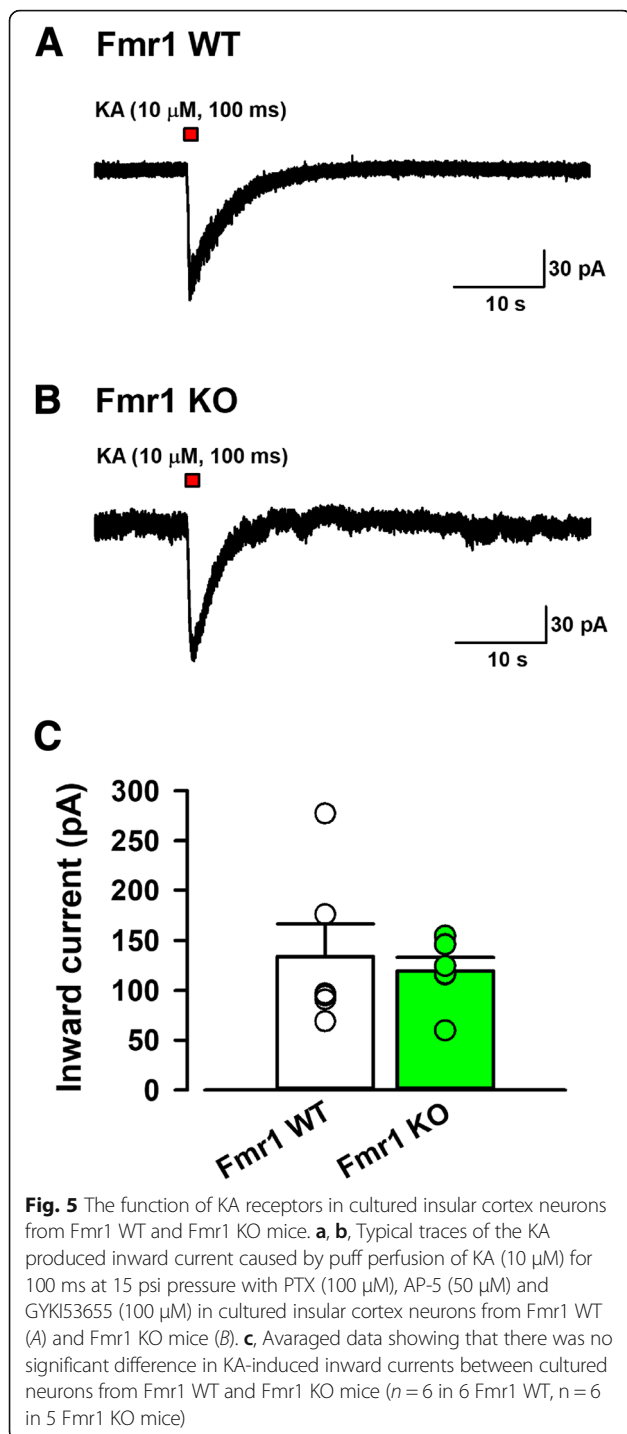 A Fmr1 WT
KA (10 μM, 100 ms)
30 pA
10 s
B Fmr1 KO
KA (10 μM, 100 ms)
30 pA
10 s
C
Inward current (pA)
300
250
200
150
100
50
0
Fmr1 WT
Fmr1 KO
Fig. 5 The function of KA receptors in cultured insular cortex neurons
from Fmr1 WT and Fmr1 KO mice. a, b, Typical traces of the KA
produced inward current caused by puff perfusion of KA (10 μM) for
100 ms at 15 psi pressure with PTX (100 μM), AP-5 (50 μM) and
GYKI53655 (100 μM) in cultured insular cortex neurons from Fmr1 WT
(A) and Fmr1 KO mice (B). c, Avaraged data showing that there was no
significant difference in KA-induced inward currents between cultured
neurons from Fmr1 WT and Fmr1 KO mice (n = 6 in 6 Fmr1 WT, n = 6
in 5 Fmr1 KO mice)